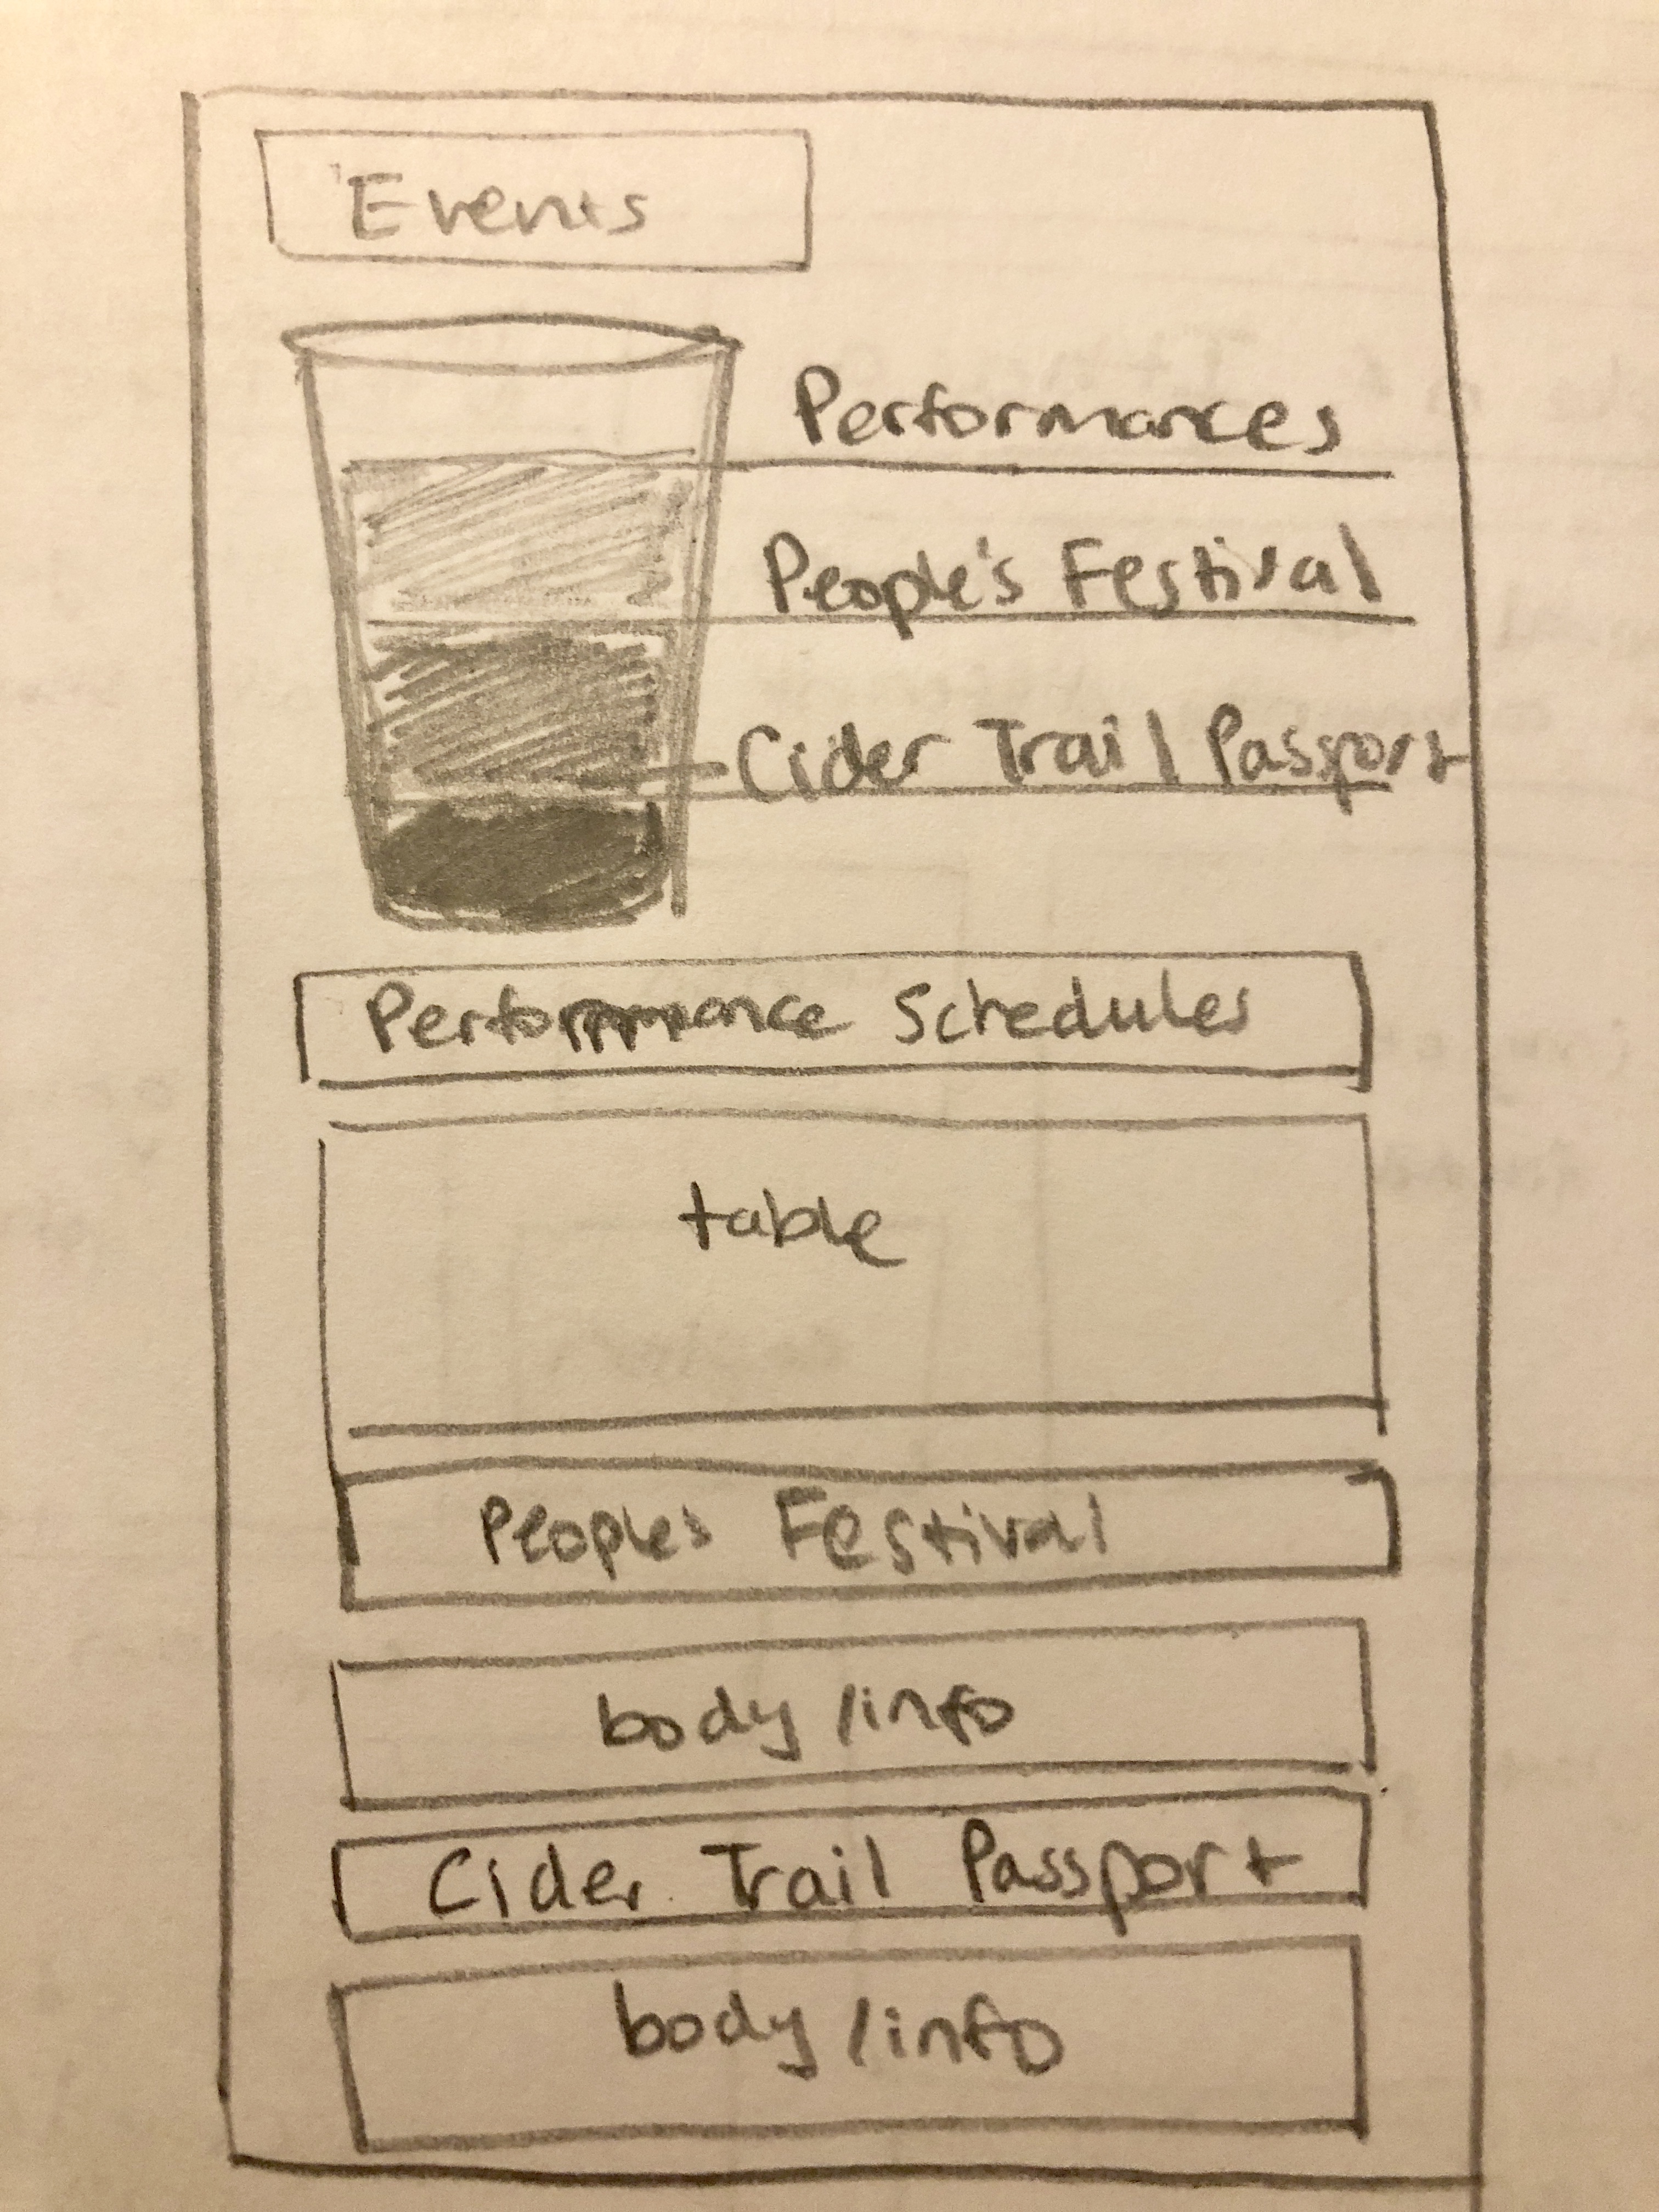 Events
Performances
People's Festival
Cider Trail Passport
Performance Schedules
table
Peoples Festival
body/info
Cider Trail Passport
body/info